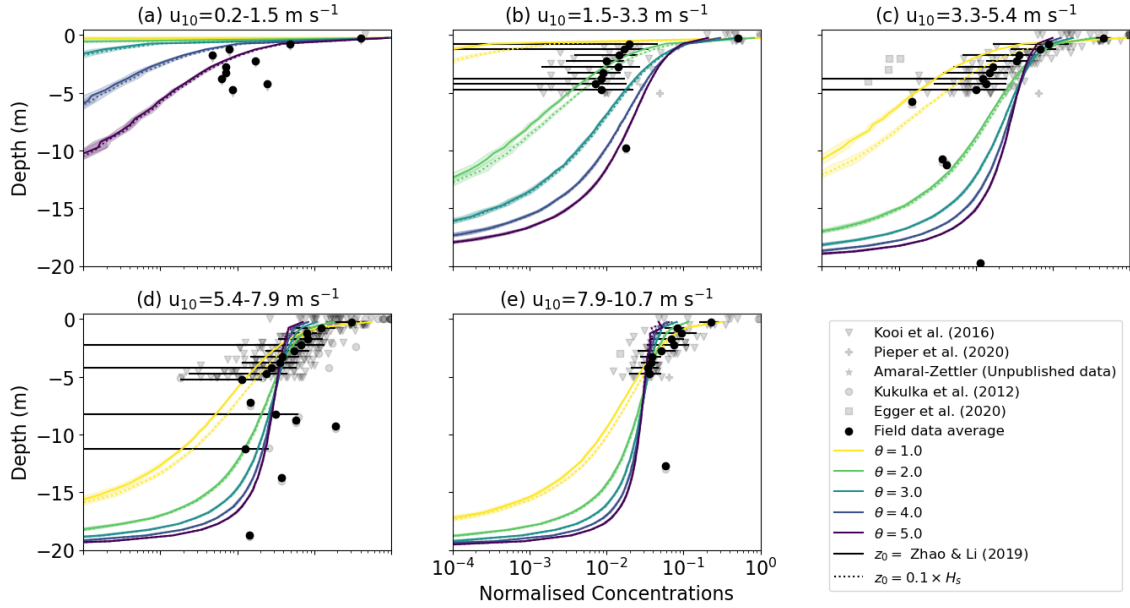 (a) u₁₀=0.2-1.5 m s⁻¹
(b) u₁₀=1.5-3.3 m s⁻¹
(c) u₁₀=3.3-5.4 m s⁻¹
0
−5
−10
−15
−20
Depth (m)
(d) u₁₀=5.4-7.9 m s⁻¹
(e) u₁₀=7.9-10.7 m s⁻¹
0
−5
−10
−15
−20
Depth (m)
10⁻⁴
10⁻³
10⁻²
10⁻¹
10⁰
Normalised Concentrations
Kooi et al. (2016)
Pieper et al. (2020)
Amaral-Zettler (Unpublished data)
Kukulka et al. (2012)
Egger et al. (2020)
Field data average
θ = 1.0
θ = 2.0
θ = 3.0
θ = 4.0
θ = 5.0
z₀ = Zhao & Li (2019)
z₀ = 0.1 × Hₛ